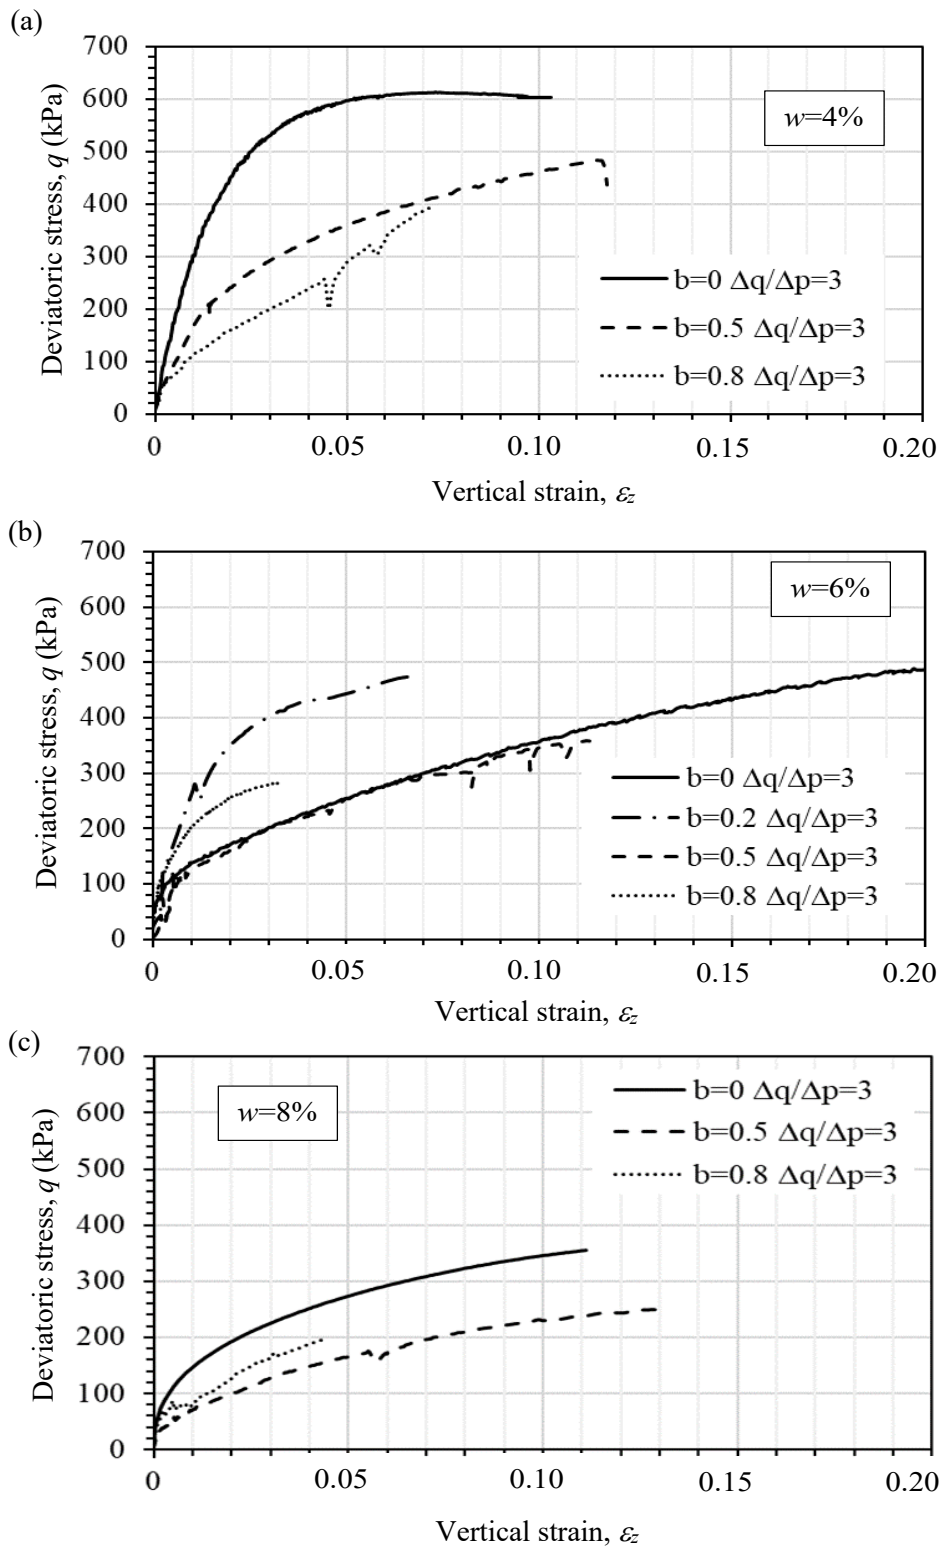 (a)
700
600
500
400
300
200
100
0
Deviatoric stress, q (kPa)
w=4%
b=0 Δq/Δp=3
b=0.5 Δq/Δp=3
b=0.8 Δq/Δp=3
0 0.05 0.10 0.15 0.20
Vertical strain, εz
(b)
700
600
500
400
300
200
100
0
Deviatoric stress, q (kPa)
w=6%
b=0 Δq/Δp=3
b=0.2 Δq/Δp=3
b=0.5 Δq/Δp=3
b=0.8 Δq/Δp=3
0 0.05 0.10 0.15 0.20
Vertical strain, εz
(c)
700
600
500
400
300
200
100
0
Deviatoric stress, q (kPa)
w=8%
b=0 Δq/Δp=3
b=0.5 Δq/Δp=3
b=0.8 Δq/Δp=3
0 0.05 0.10 0.15 0.20
Vertical strain, εz